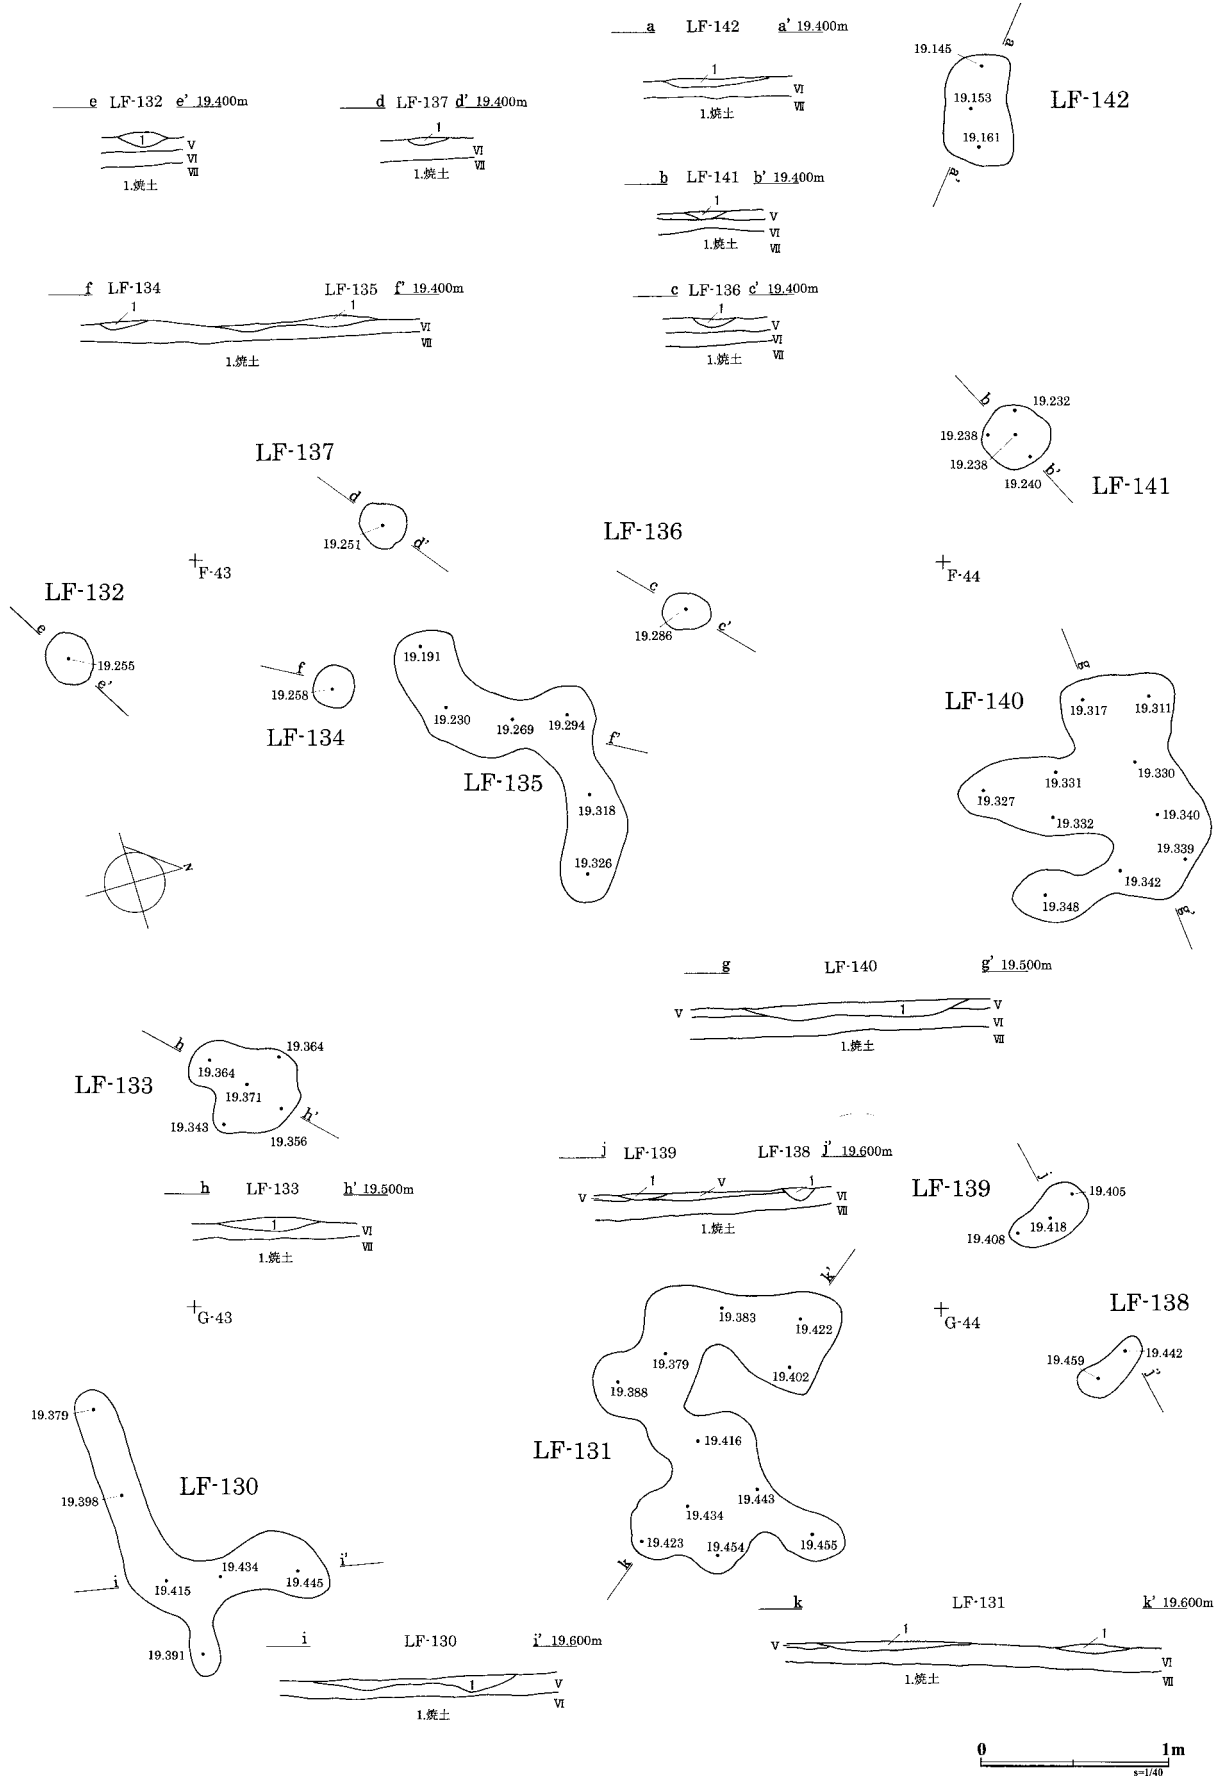 a LF-142 a' 19.400m
1
VI
VII
1.焼土
a
19.145
19.153
19.161
LF-142
a'
e LF-132 e' 19.400m
1
V
VI
VII
1.焼土
d LF-137 d' 19.400m
1
VI
VII
1.焼土
b LF-141 b' 19.400m
1
V
VI
VII
1.焼土
f LF-134 LF-135 f' 19.400m
1 1
VI
VII
1.焼土
c LF-136 c' 19.400m
1
V
VI
VII
1.焼土
b
19.232
19.238
19.238
19.240
b'
LF-141
LF-137
d
19.251
d'
LF-136
c
19.286
c'
F-43
F-44
LF-132
e
19.255
e'
f
19.258
LF-134
19.191
19.230
19.269
19.294
f'
LF-135
19.318
19.326
g
LF-140
19.317
19.311
19.331
19.330
19.327
19.332
19.340
19.339
19.342
19.348
g'
N
g LF-140 g' 19.500m
V 1 V
VI
VII
1.焼土
h
19.364
19.364
LF-133
19.371
19.343
19.356
h'
h LF-133 h' 19.500m
1
VI
VII
1.焼土
j LF-139 LF-138 j' 19.600m
V 1 V 1 VI
VII
1.焼土
j
LF-139
19.405
19.418
19.408
G-43
G-44
LF-138
19.442
19.459
j'
k'
19.383
19.422
19.379
19.402
19.388
LF-131
19.416
19.443
19.434
19.423
19.454
19.455
k
19.379
LF-130
19.398
i
19.415
19.434
19.445
i'
19.391
i LF-130 i' 19.600m
1
V
VI
1.焼土
k LF-131 k' 19.600m
V 1 1
VI
VII
1.焼土
0 1m
s=1/40